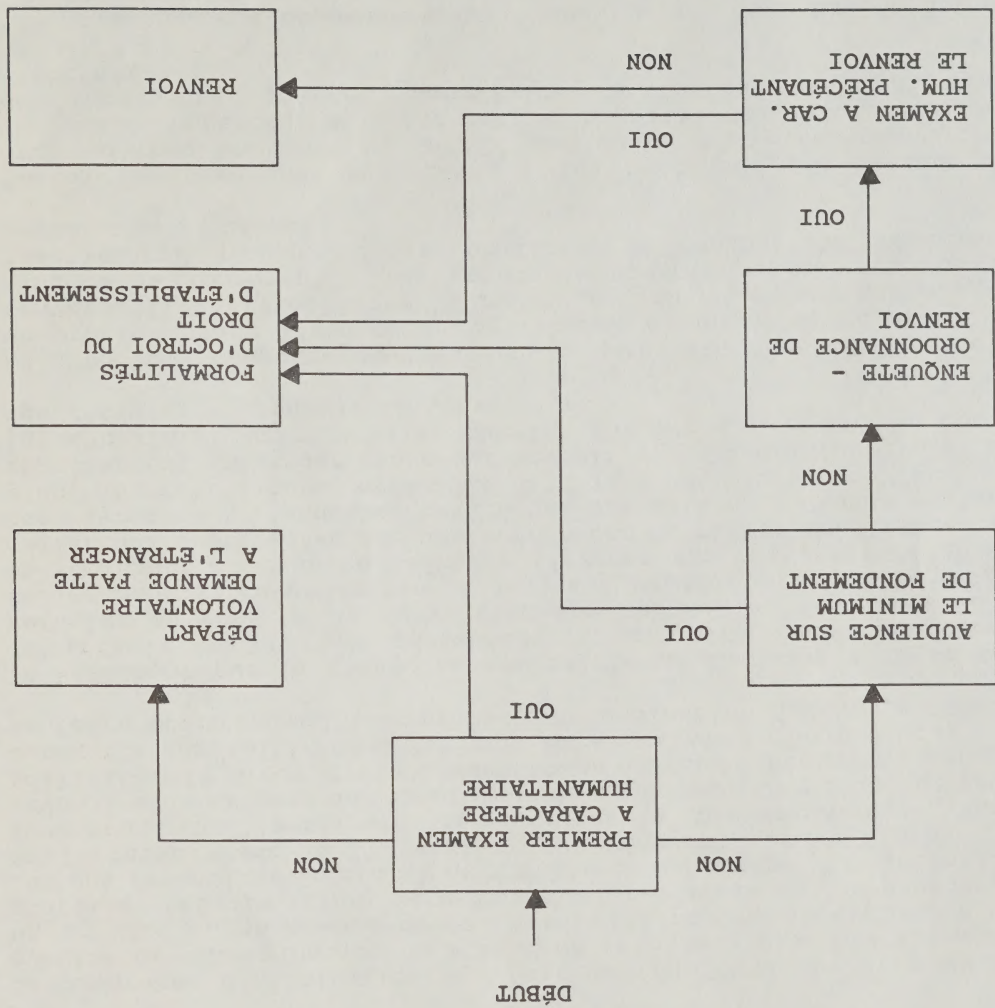 DÉBUT
PREMIER EXAMEN
A CARACTERE
HUMANITAIRE
NON
NON
OUI
AUDIENCE SUR
LE MINIMUM
DE FONDEMENT
OUI
DÉPART
VOLONTAIRE
DEMANDE FAITE
A L'ÉTRANGER
NON
ENQUETE -
ORDONNANCE DE
RENVOI
FORMALITÉS
D'OCTROI DU
DROIT
D'ÉTABLISSEMENT
OUI
EXAMEN A CAR.
HUM. PRÉCÉDANT
LE RENVOI
OUI
NON
RENVOI